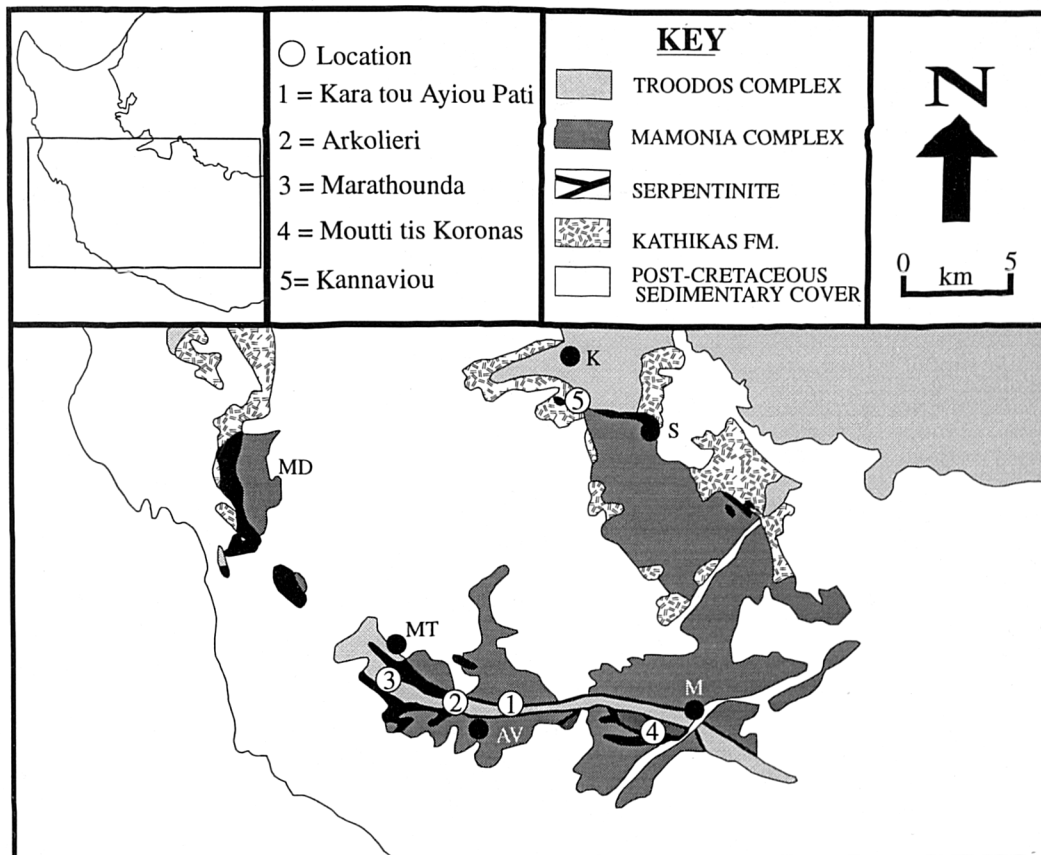 Location
1 = Kara tou Ayiou Pati
2 = Arkolieri
3 = Marathounda
4 = Moutti tis Koronas
5= Kannaviou
KEY
TROODOS COMPLEX
MAMONIA COMPLEX
SERPENTINITE
KATHIKAS FM.
POST-CRETACEOUS
SEDIMENTARY COVER
N
0 5
km
K
5
S
MD
MT
3
2
1
M
AV
4